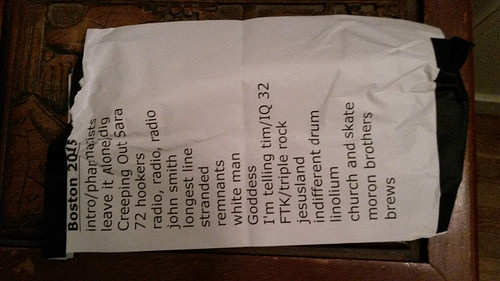 Boston 2015
intro/pharmacists
leave it Alone/dig
Creeping Out Sara
72 hookers
radio, radio, radio
john smith
longest line
stranded
remnants
white man
Goddess
I'm telling tim/IQ 32
FTK/triple rock
jesusland
indifferent drum
linolium
church and skate
moron brothers
brews